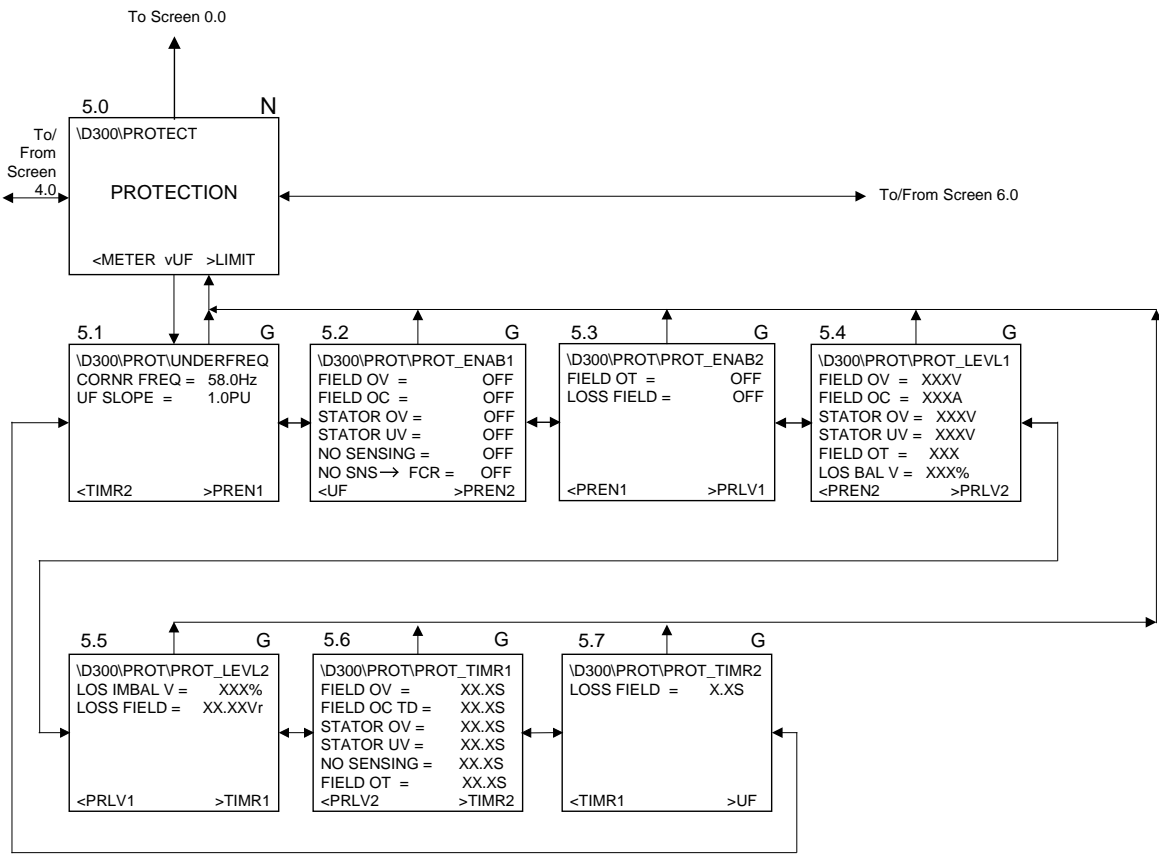 To Screen 0.0
5.0 N
To/
From
Screen
4.0
\D300\PROTECT
PROTECTION
<METER vUF >LIMIT
To/From Screen 6.0
5.1 G
\D300\PROT\UNDERFREQ
CORNR FREQ = 58.0Hz
UF SLOPE = 1.0PU
<TIMR2 >PREN1
5.2 G
\D300\PROT\PROT_ENAB1
FIELD OV = OFF
FIELD OC = OFF
STATOR OV = OFF
STATOR UV = OFF
NO SENSING = OFF
NO SNS→ FCR = OFF
<UF >PREN2
5.3 G
\D300\PROT\PROT_ENAB2
FIELD OT = OFF
LOSS FIELD = OFF
<PREN1 >PRLV1
5.4 G
\D300\PROT\PROT_LEVL1
FIELD OV = XXXV
FIELD OC = XXXA
STATOR OV = XXXV
STATOR UV = XXXV
FIELD OT = XXX
LOS BAL V = XXX%
<PREN2 >PRLV2
5.5 G
\D300\PROT\PROT_LEVL2
LOS IMBAL V = XXX%
LOSS FIELD = XX.XXVr
<PRLV1 >TIMR1
5.6 G
\D300\PROT\PROT_TIMR1
FIELD OV = XX.XS
FIELD OC TD = XX.XS
STATOR OV = XX.XS
STATOR UV = XX.XS
NO SENSING = XX.XS
FIELD OT = XX.XS
<PRLV2 >TIMR2
5.7 G
\D300\PROT\PROT_TIMR2
LOSS FIELD = X.XS
<TIMR1 >UF